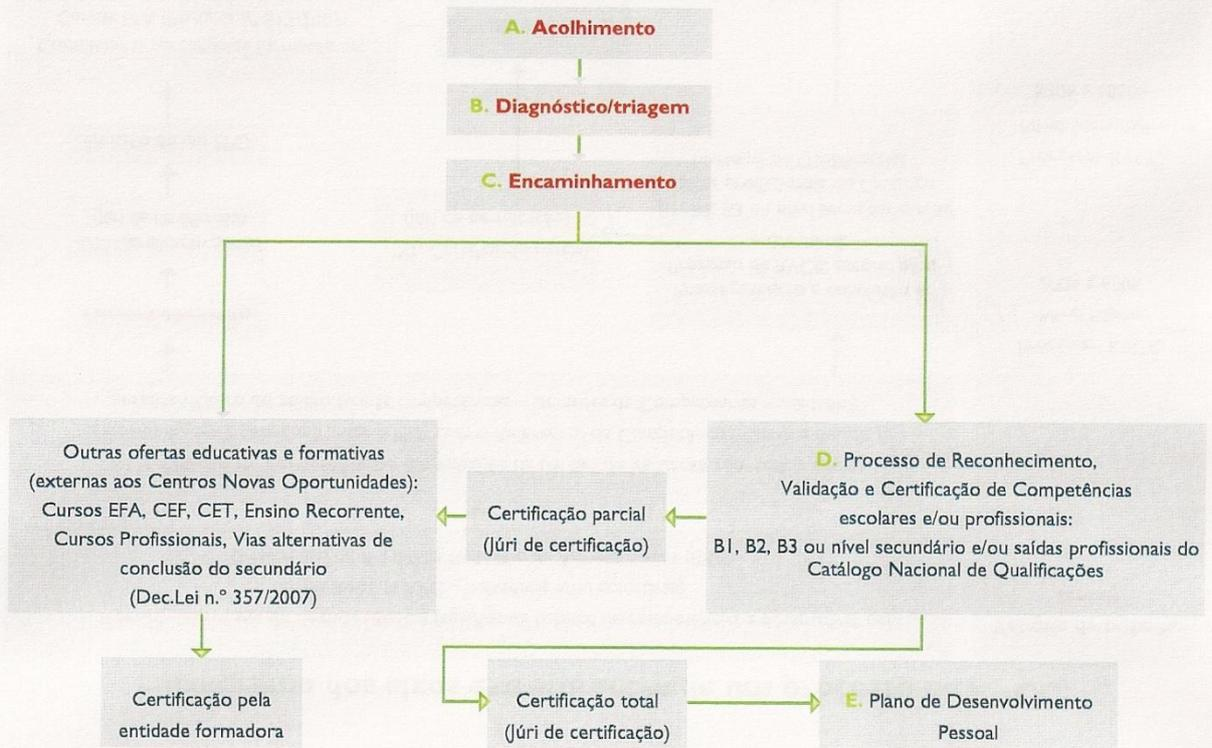 A. Acolhimento
B. Diagnóstico/triagem
C. Encaminhamento
Outras ofertas educativas e formativas
(externas aos Centros Novas Oportunidades):
Cursos EFA, CEF, CET, Ensino Recorrente,
Cursos Profissionais, Vias alternativas de
conclusão do secundário
(Dec.Lei n.º 357/2007)
Certificação parcial
(Júri de certificação)
D. Processo de Reconhecimento,
Validação e Certificação de Competências
escolares e/ou profissionais:
B1, B2, B3 ou nível secundário e/ou saídas profissionais do
Catálogo Nacional de Qualificações
Certificação pela
entidade formadora
Certificação total
(Júri de certificação)
E. Plano de Desenvolvimento
Pessoal